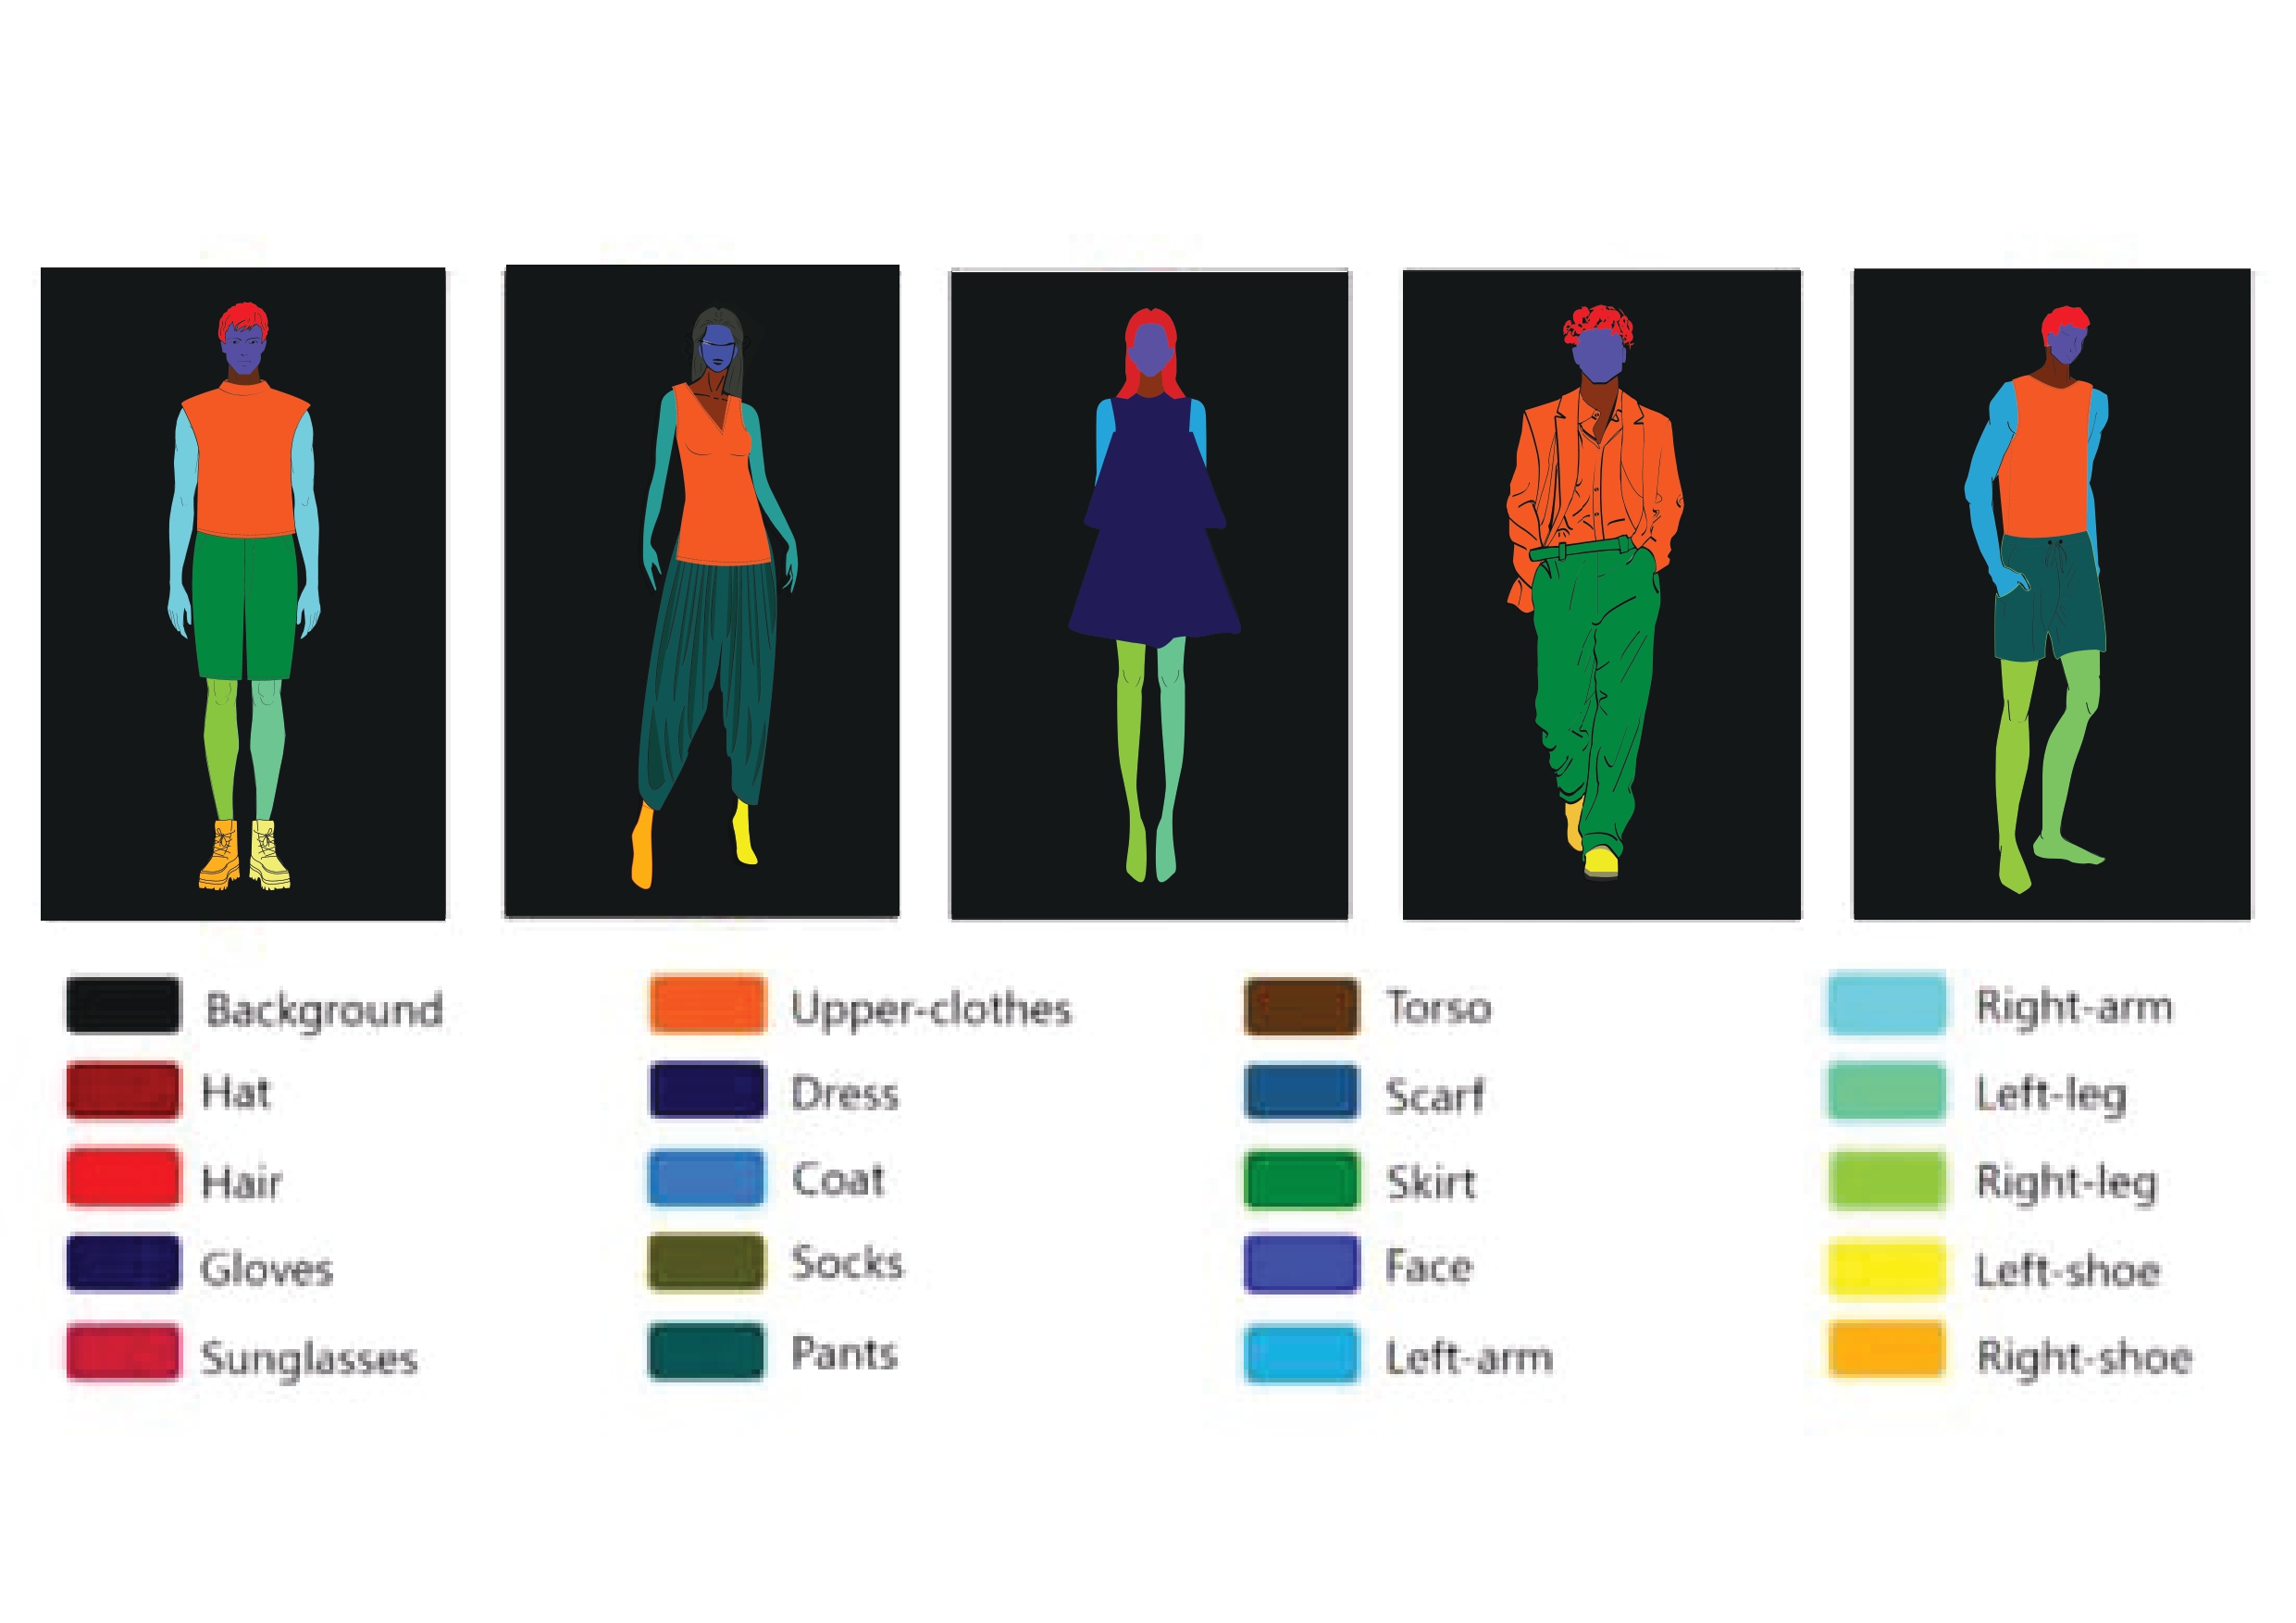 Background
Hat
Hair
Gloves
Sunglasses
Upper-clothes
Dress
Coat
Socks
Pants
Torso
Scarf
Skirt
Face
Left-arm
Right-arm
Left-leg
Right-leg
Left-shoe
Right-shoe